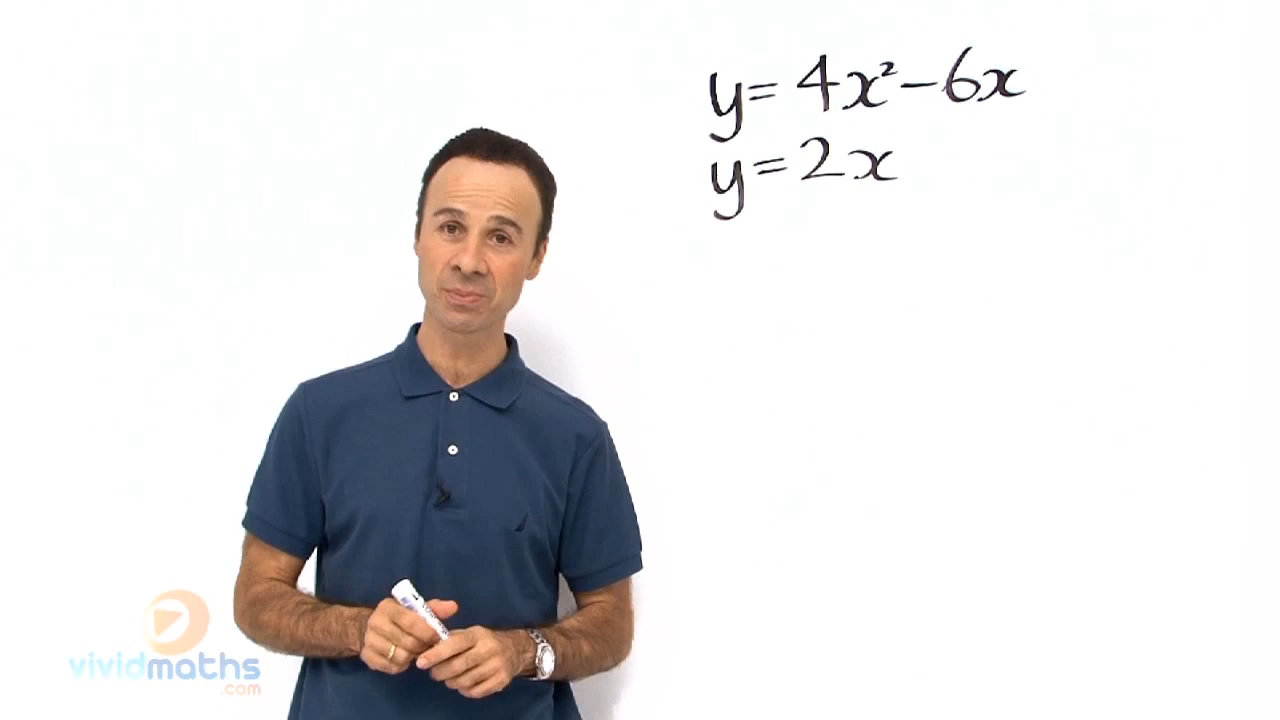 y = 4x² - 6x
y = 2x
vividmaths
.com